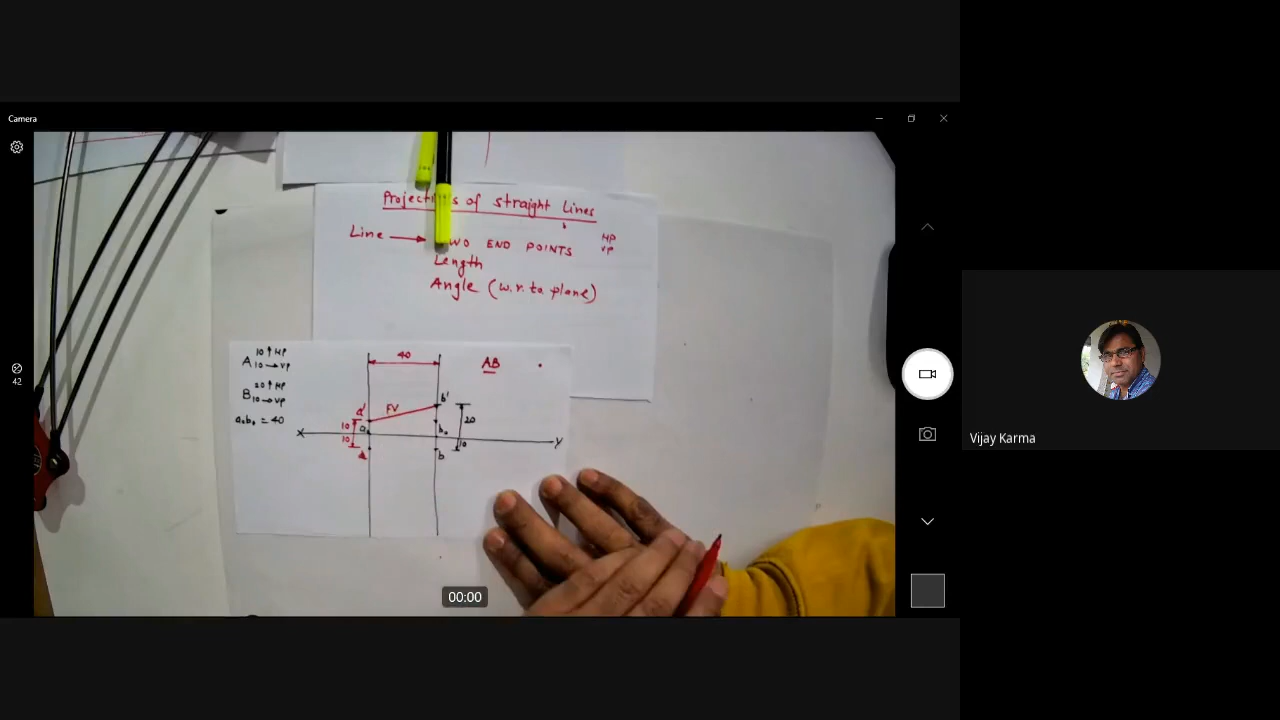 Camera
Projections of straight Lines
Line → TWO END POINTS HP
VP
Length
Angle (w.r.to. plane)
A 10↑HP
10→VP
B 20↑HP
10→VP
a₀b₀ = 40
40
AB
a' FV b'
10 a₀ b₀ 20
10 10
X Y
b
42
00:00
Vijay Karma